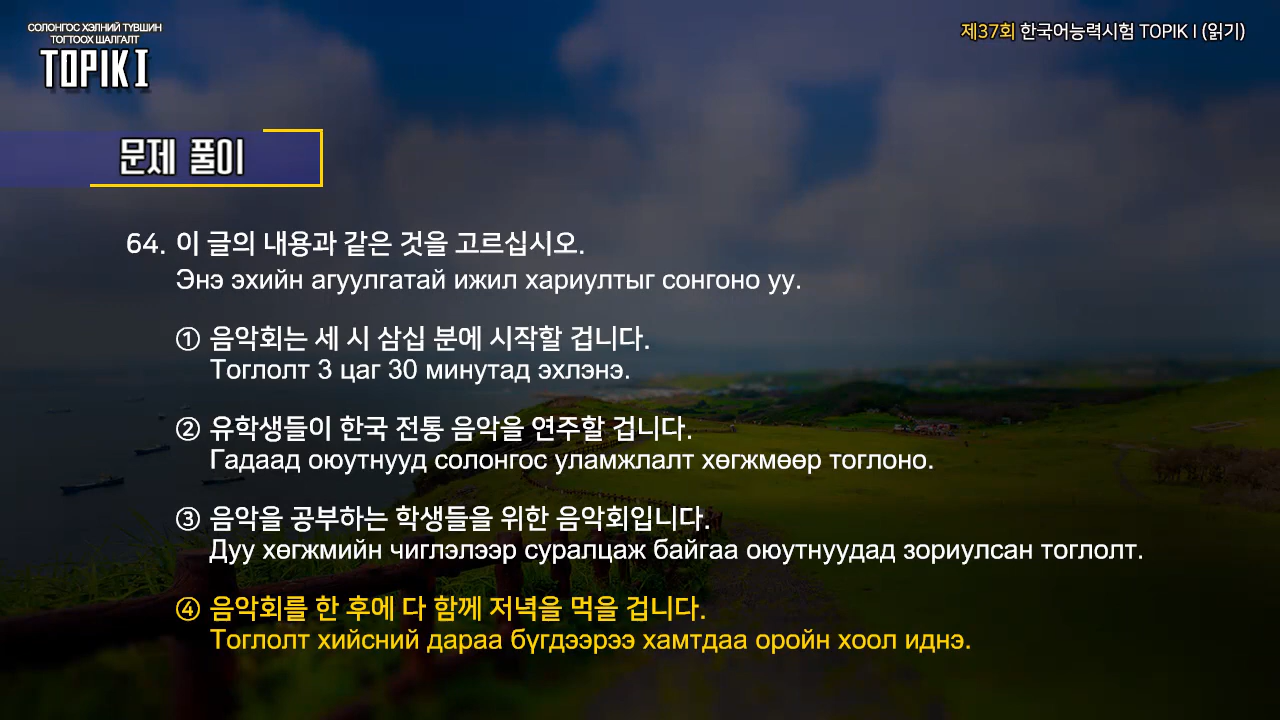 СОЛОНГОС ХЭЛНИЙ ТҮВШИН
ТОГТООХ ШАЛГАЛТ
TOPIK I
제37회 한국어능력시험 TOPIK I (읽기)
문제 풀이
64. 이 글의 내용과 같은 것을 고르십시오.
Энэ эхийн агуулгатай ижил хариултыг сонгоно уу.
① 음악회는 세 시 삼십 분에 시작할 겁니다.
Тоглолт 3 цаг 30 минутад эхлэнэ.
② 유학생들이 한국 전통 음악을 연주할 겁니다.
Гадаад оюутнууд солонгос уламжлалт хөгжмөөр тоглоно.
③ 음악을 공부하는 학생들을 위한 음악회입니다.
Дуу хөгжмийн чиглэлээр суралцаж байгаа оюутнуудад зориулсан тоглолт.
④ 음악회를 한 후에 다 함께 저녁을 먹을 겁니다.
Тоглолт хийсний дараа бүгдээрээ хамтдаа оройн хоол иднэ.